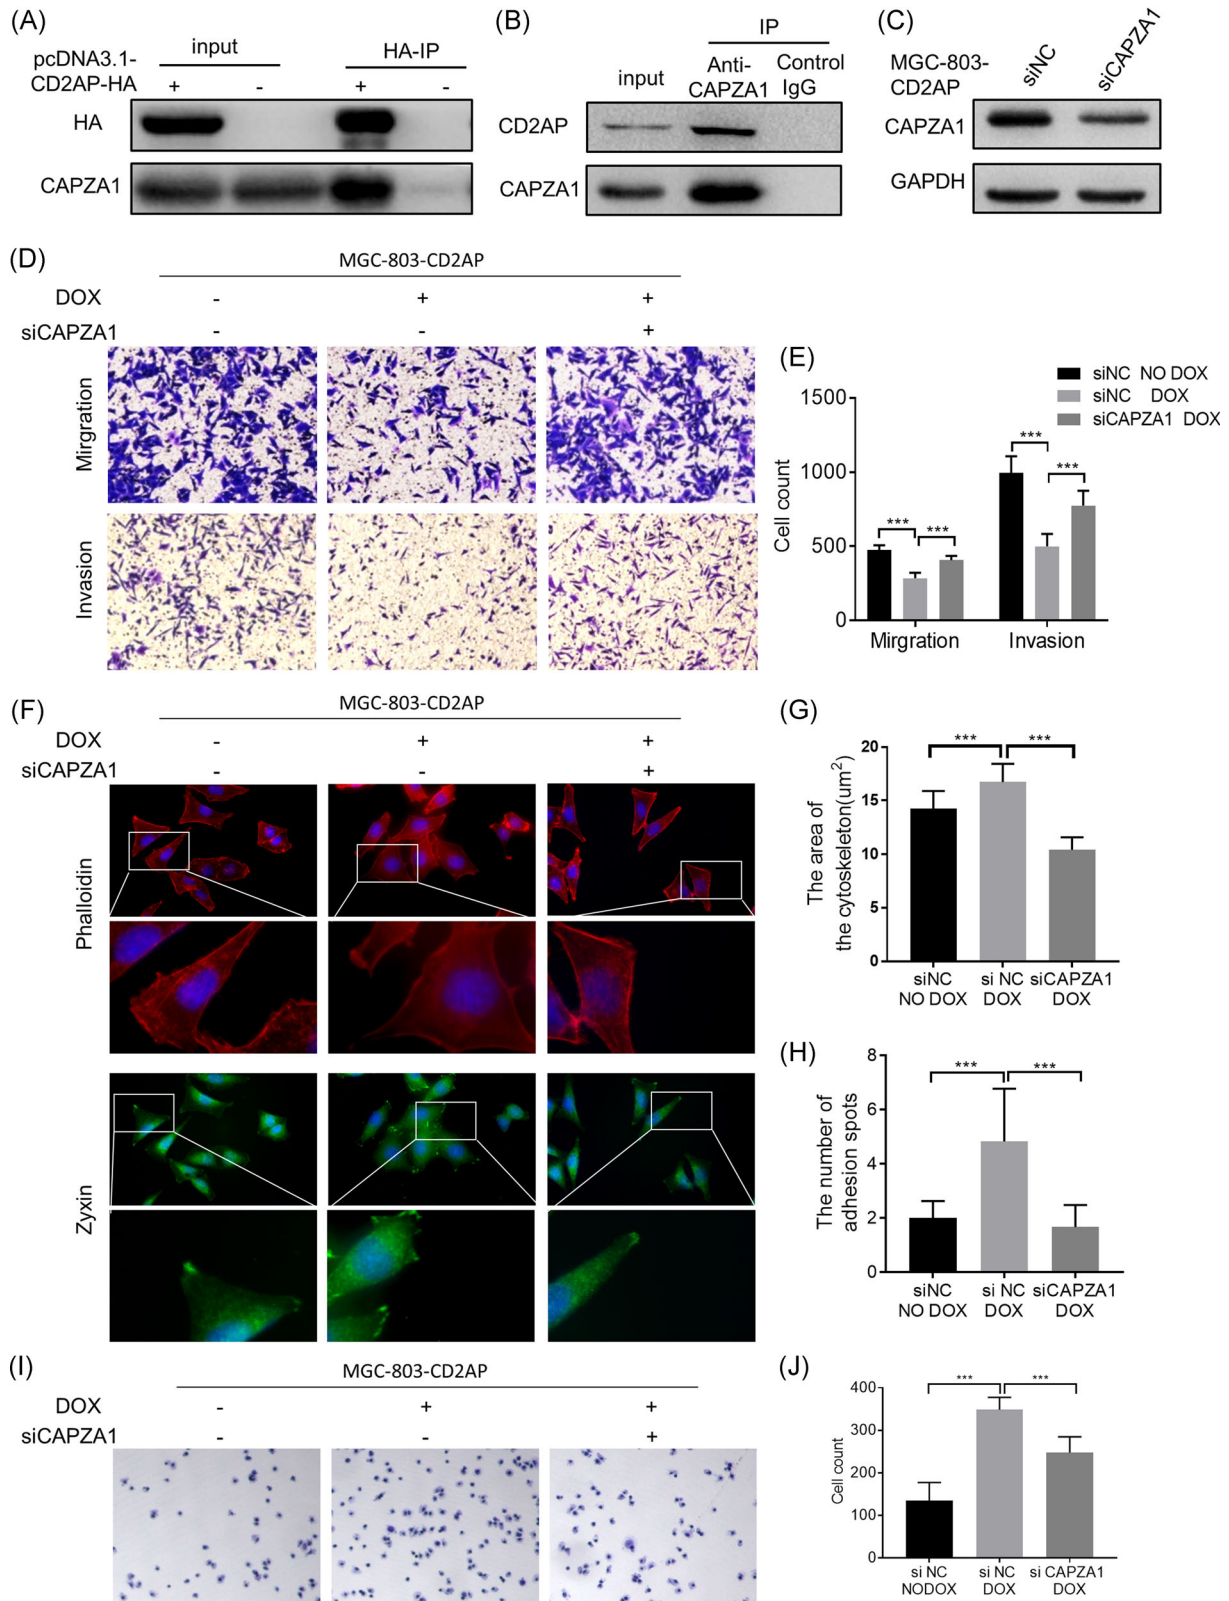 (A)
input
HA-IP
pcDNA3.1-
CD2AP-HA
+ - + -
HA
CAPZA1
(B)
IP
input
Anti-
CAPZA1
Control
IgG
CD2AP
CAPZA1
(C)
MGC-803-
CD2AP
siNC
siCAPZA1
CAPZA1
GAPDH
(D)
MGC-803-CD2AP
DOX - + +
siCAPZA1 - - +
Mirgration
Invasion
(E)
siNC NO DOX
siNC DOX
siCAPZA1 DOX
Cell count
1500
1000
500
0
*** ***
*** ***
Mirgration Invasion
(F)
MGC-803-CD2AP
DOX - + +
siCAPZA1 - - +
Phalloidin
Zyxin
(G)
The area of
the cytoskeleton(um²)
20
15
10
5
0
*** ***
siNC
NO DOX
si NC
DOX
siCAPZA1
DOX
(H)
The number of
adhesion spots
8
6
4
2
0
*** ***
siNC
NO DOX
si NC
DOX
siCAPZA1
DOX
(I)
MGC-803-CD2AP
DOX - + +
siCAPZA1 - - +
(J)
Cell count
400
300
200
100
0
*** ***
si NC
NODOX
si NC
DOX
si CAPZA1
DOX